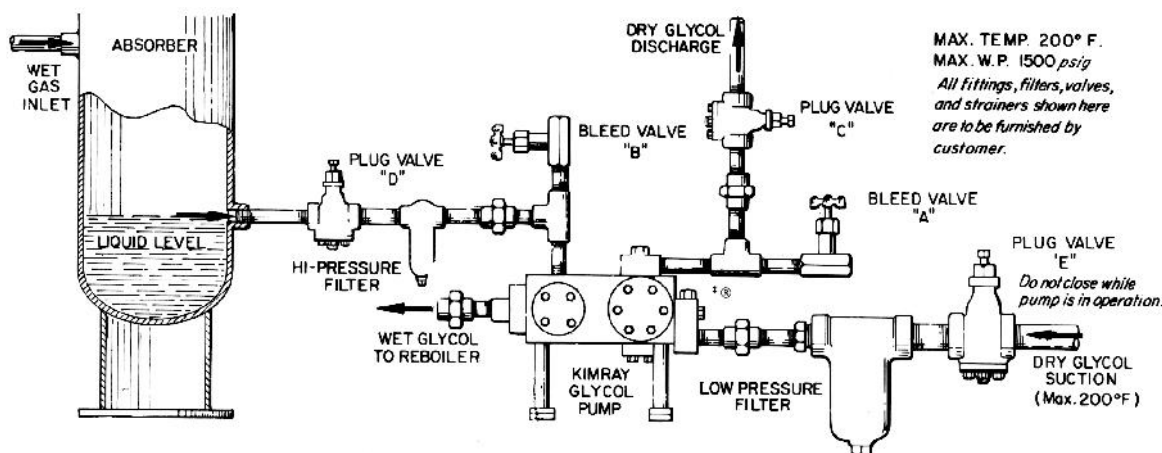 ABSORBER
WET
GAS
INLET
LIQUID LEVEL
PLUG VALVE
"D"
HI-PRESSURE
FILTER
BLEED VALVE
"B"
DRY GLYCOL
DISCHARGE
PLUG VALVE
"C"
MAX. TEMP. 200° F.
MAX. W.P. 1500 psig
All fittings, filters, valves,
and strainers shown here
are to be furnished by
customer.
BLEED VALVE
"A"
PLUG VALVE
'E"
Do not close while
pump is in operation.
‡®
WET GLYCOL
TO REBOILER
KIMRAY
GLYCOL
PUMP
LOW PRESSURE
FILTER
DRY GLYCOL
SUCTION
(Max. 200°F)